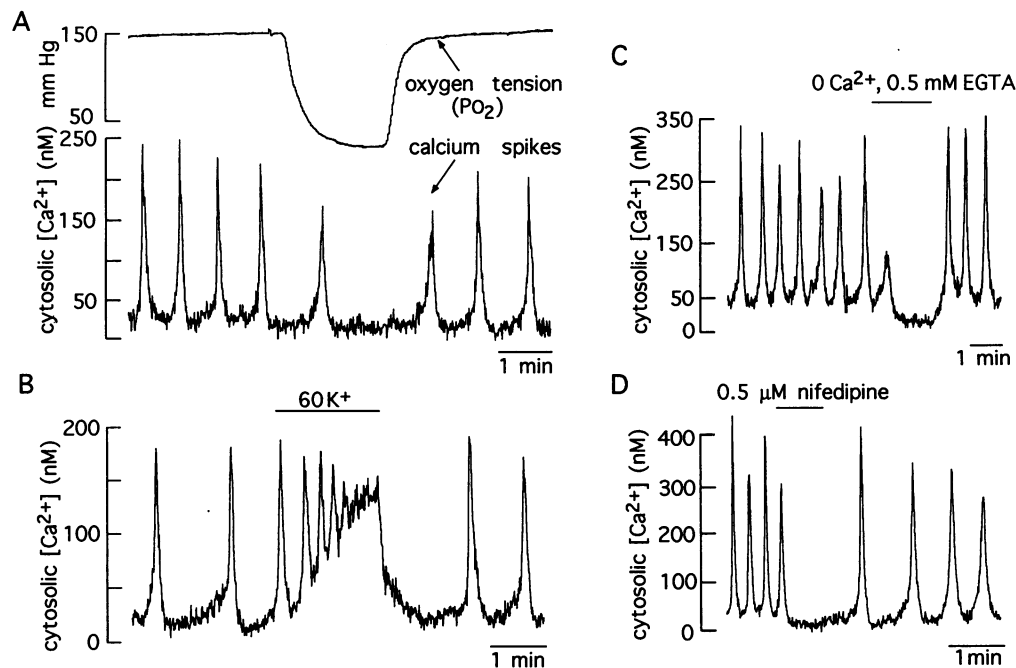 A
150
mm Hg
50
oxygen tension
(PO2)
250
150
50
cytosolic [Ca2+] (nM)
calcium spikes
1 min
B
60K+
200
100
0
cytosolic [Ca2+] (nM)
1 min
C
0 Ca2+, 0.5 mM EGTA
350
250
150
50
0
cytosolic [Ca2+] (nM)
1 min
D
0.5 µM nifedipine
400
300
200
100
0
cytosolic [Ca2+] (nM)
1min